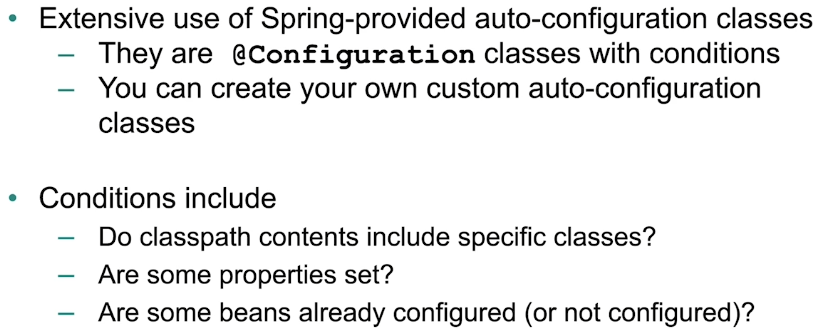 • Extensive use of Spring-provided auto-configuration classes
– They are @Configuration classes with conditions
– You can create your own custom auto-configuration
classes
• Conditions include
– Do classpath contents include specific classes?
– Are some properties set?
– Are some beans already configured (or not configured)?